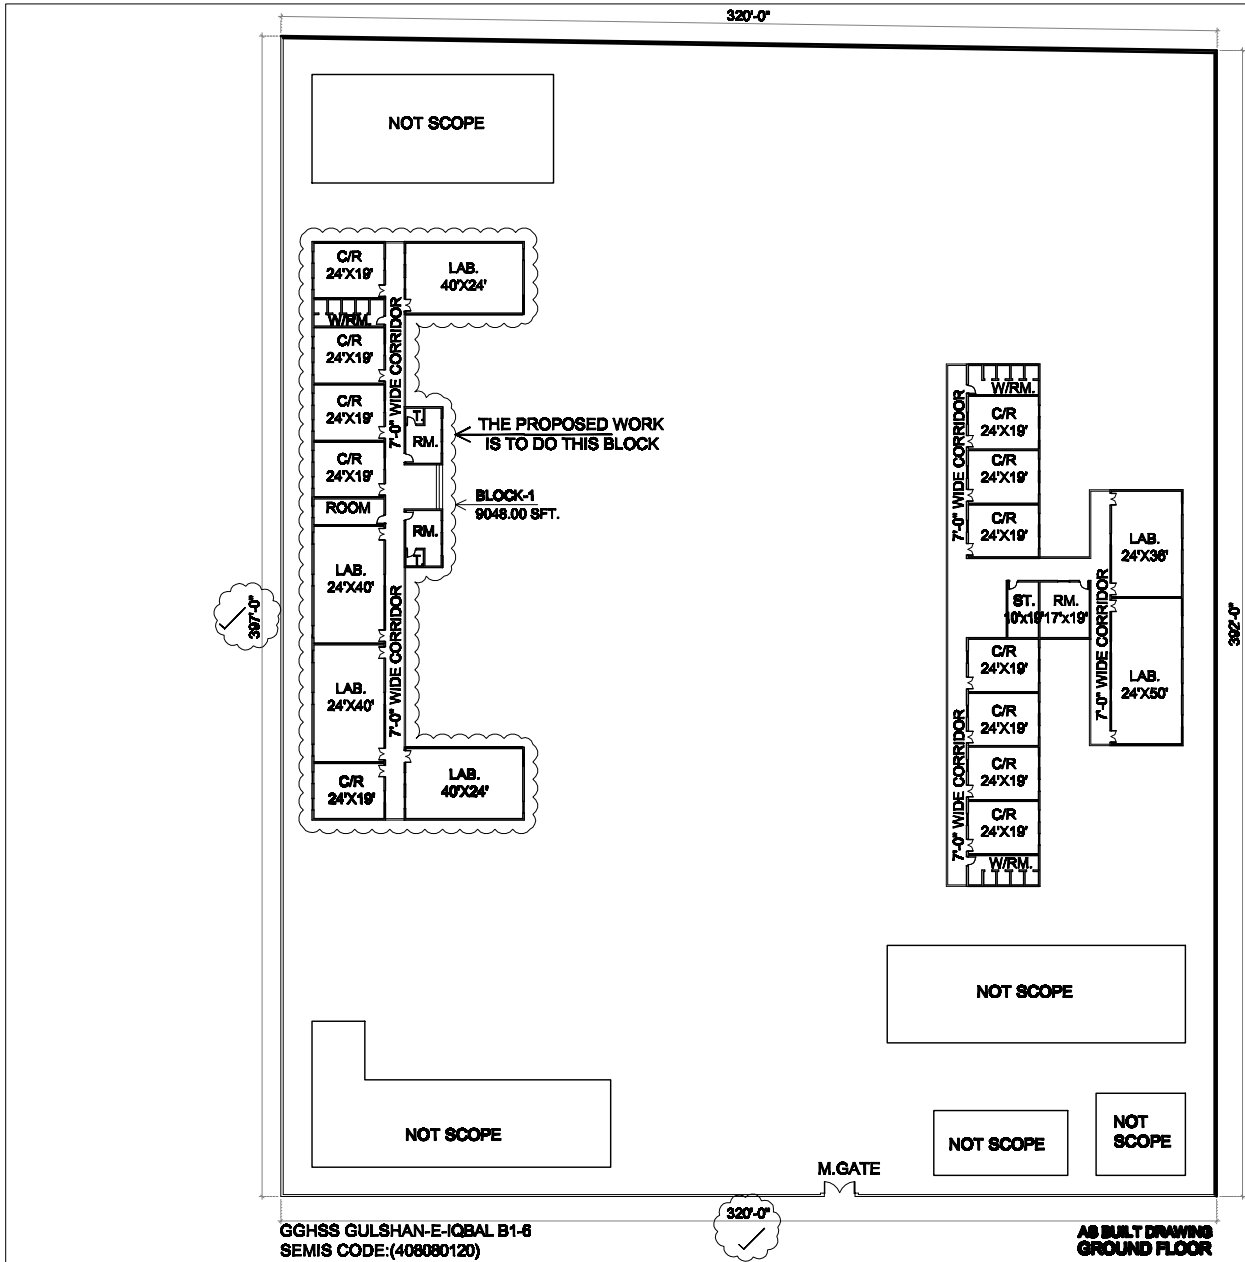 320'-0"
NOT SCOPE
C/R
24'X19'
LAB.
40'X24'
W/RM.
C/R
24'X19'
7'-0" WIDE CORRIDOR
C/R
24'X19'
T.
RM.
THE PROPOSED WORK
IS TO DO THIS BLOCK
C/R
24'X19'
BLOCK-1
9048.00 SFT.
ROOM
RM.
T.
LAB.
24'X40'
397'-0"
7'-0" WIDE CORRIDOR
LAB.
24'X40'
C/R
24'X19'
LAB.
40'X24'
W/RM.
7'-0" WIDE CORRIDOR
C/R
24'X19'
C/R
24'X19'
C/R
24'X19'
LAB.
24'X36'
ST.
10'x19'
RM.
17'x19'
7'-0" WIDE CORRIDOR
392'-0"
C/R
24'X19'
LAB.
24'X50'
C/R
24'X19'
7'-0" WIDE CORRIDOR
C/R
24'X19'
C/R
24'X19'
W/RM.
NOT SCOPE
NOT SCOPE
NOT SCOPE
NOT
SCOPE
M.GATE
320'-0"
GGHSS GULSHAN-E-IQBAL B1-6
SEMIS CODE:(408080120)
AS BUILT DRAWING
GROUND FLOOR